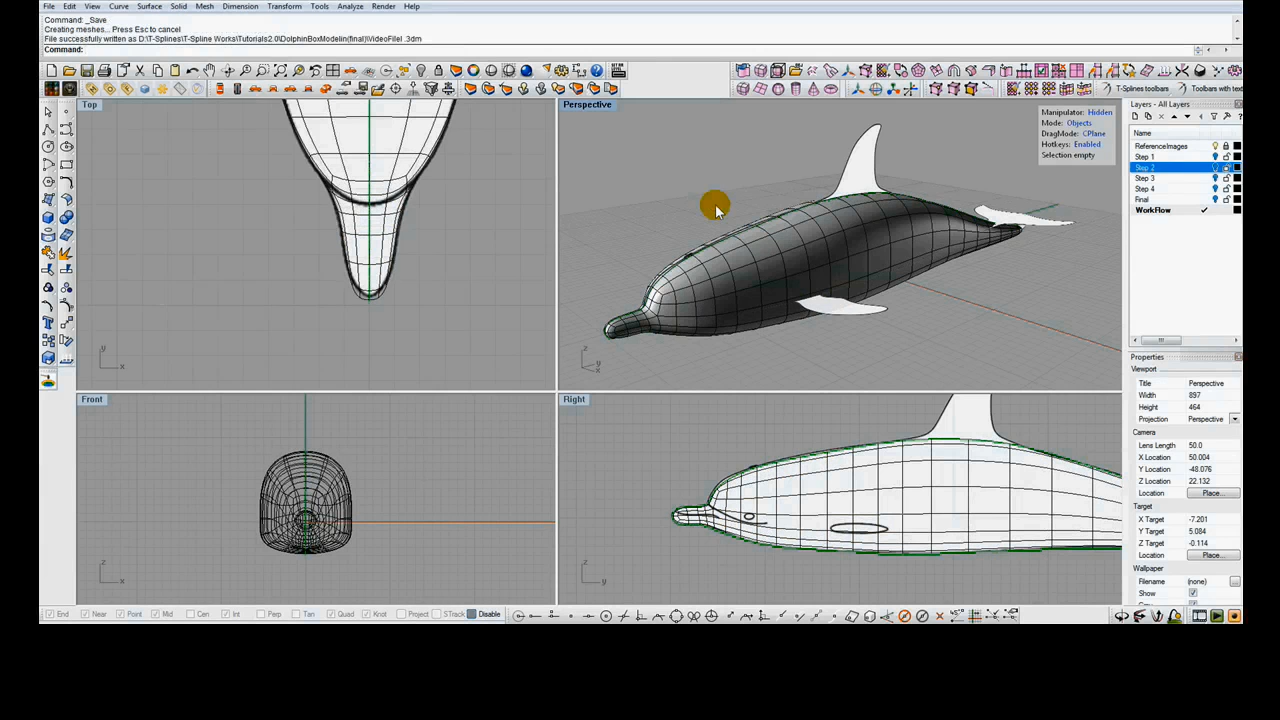 File Edit View Curve Surface Solid Mesh Dimension Transform Tools Analyze Render Help
Command: _Save
Creating meshes... Press Esc to cancel
File successfully written as D:\T-Splines\T-Spline Works\Tutorials2.0\DolphinBoxModelin(final)\VideoFileI .3dm
Command:
T-Splines toolbars
Toolbars with text
Top
Perspective
Manipulator: Hidden
Mode: Objects
DragMode: CPlane
Hotkeys: Enabled
Selection empty
Front
Right
y
x
z
y
x
z
x
z
y
Layers - All Layers
Name
ReferenceImages
Step 1
Step 2
Step 3
Step 4
Final
WorkFlow
Properties
Viewport
Title Perspective
Width 897
Height 464
Projection Perspective
Camera
Lens Length 50.0
X Location 50.004
Y Location -48.076
Z Location 22.132
Location Place...
Target
X Target -7.201
Y Target 5.084
Z Target -0.114
Location Place...
Wallpaper
Filename (none)
Show
End Near Point Mid Cen Int Perp Tan Quad Knot Project STrack Disable